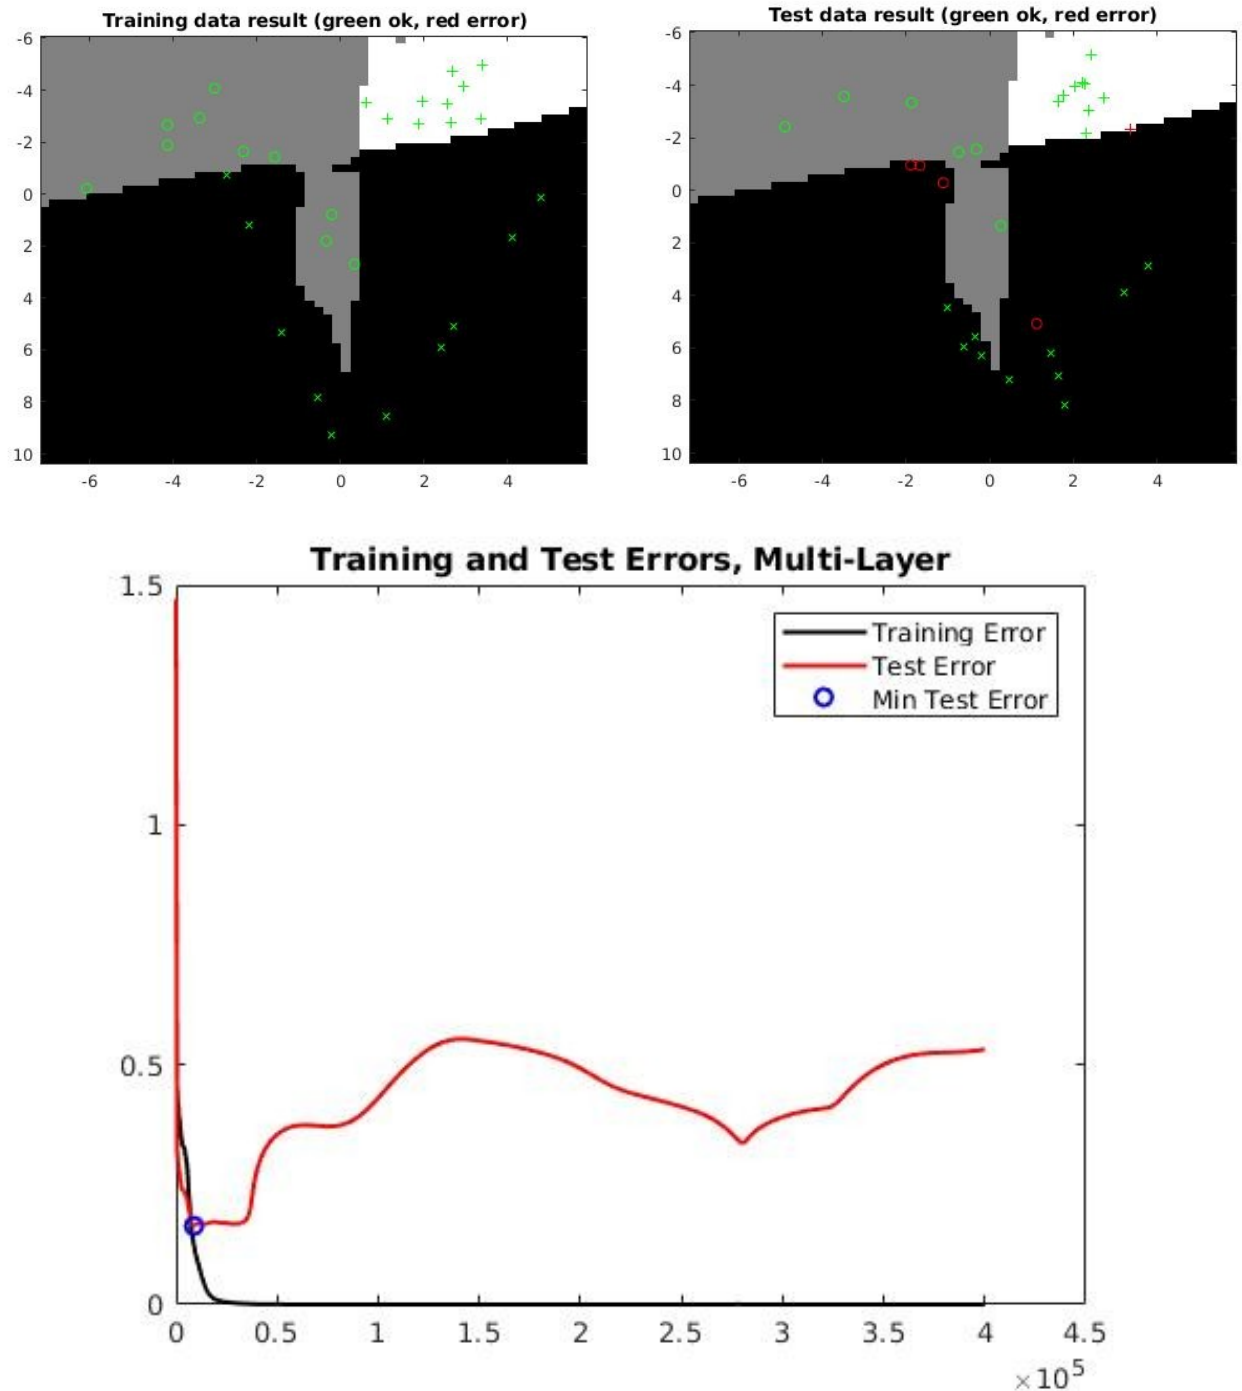 Training data result (green ok, red error)
-6
-4
-2
0
2
4
6
8
10
-6 -4 -2 0 2 4
Test data result (green ok, red error)
-6
-4
-2
0
2
4
6
8
10
-6 -4 -2 0 2 4
Training and Test Errors, Multi-Layer
1.5
1
0.5
0
Training Error
Test Error
Min Test Error
0 0.5 1 1.5 2 2.5 3 3.5 4 4.5
×10⁵